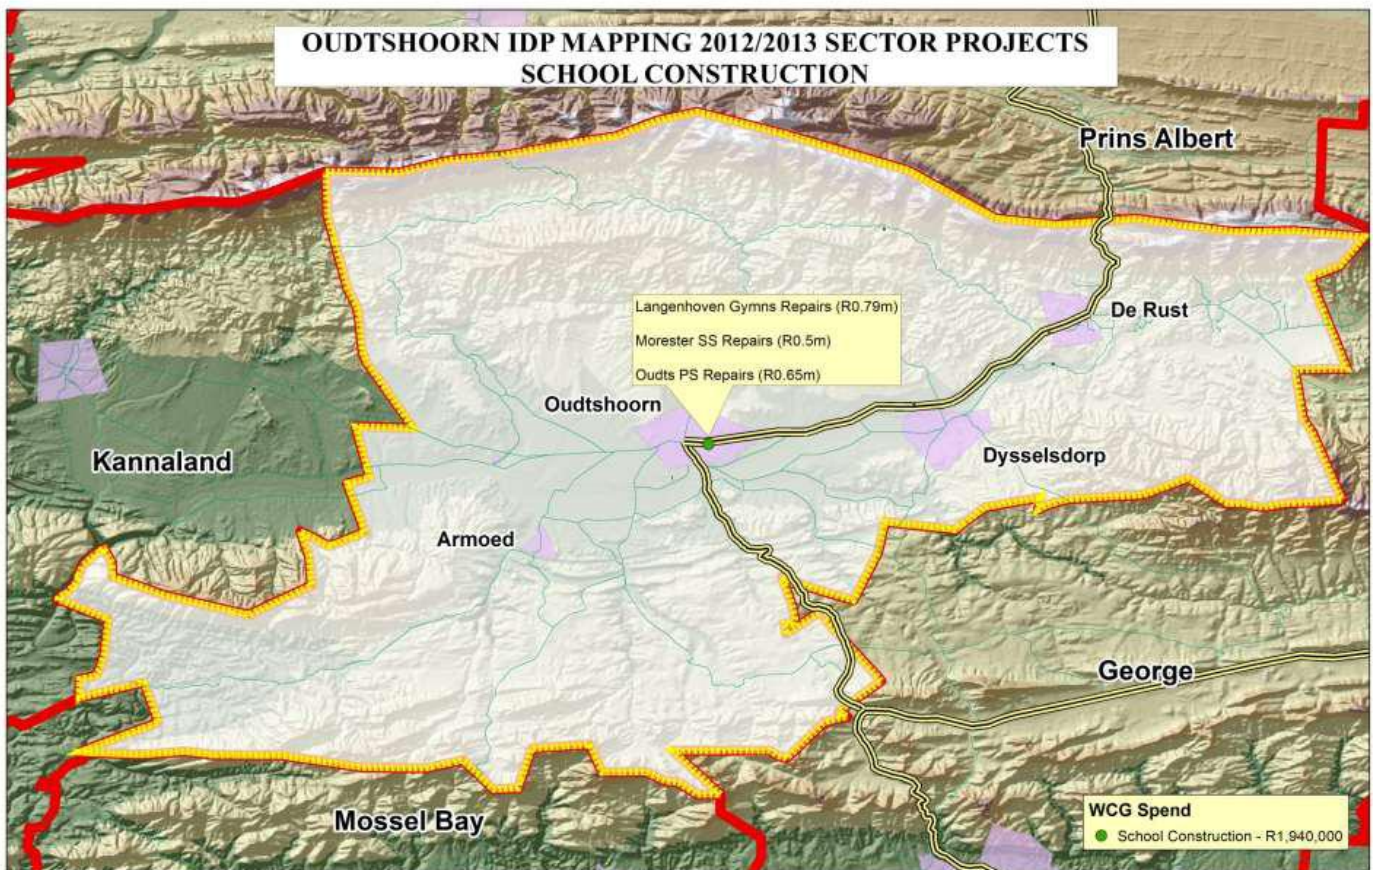 OUDTSHOORN IDP MAPPING 2012/2013 SECTOR PROJECTS
SCHOOL CONSTRUCTION
Prins Albert
Langenhoven Gymns Repairs (R0.79m)
Morester SS Repairs (R0.5m)
Oudts PS Repairs (R0.65m)
De Rust
Oudtshoorn
Kannaland
Dysselsdorp
Armoed
George
Mossel Bay
WCG Spend
School Construction - R1,940,000